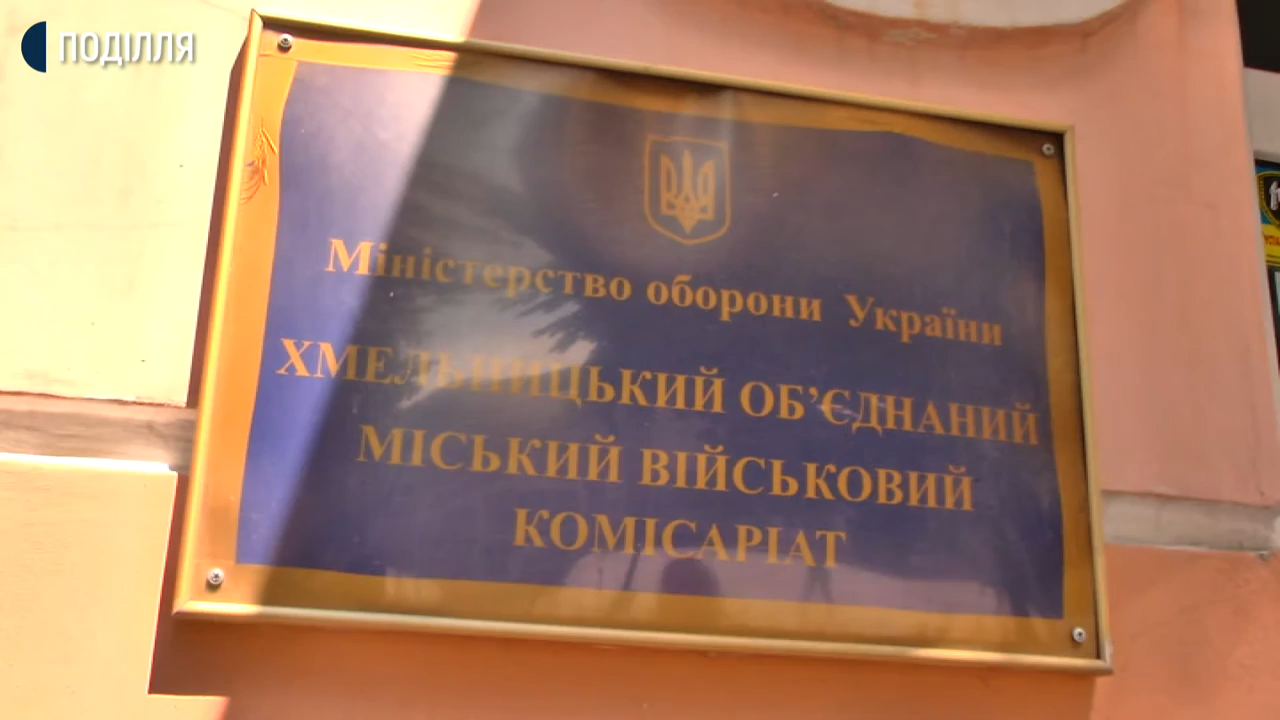 ПОДІЛЛЯ
Міністерство оборони України
ХМЕЛЬНИЦЬКИЙ ОБ’ЄДНАНИЙ
МІСЬКИЙ ВІЙСЬКОВИЙ
КОМІСАРІАТ